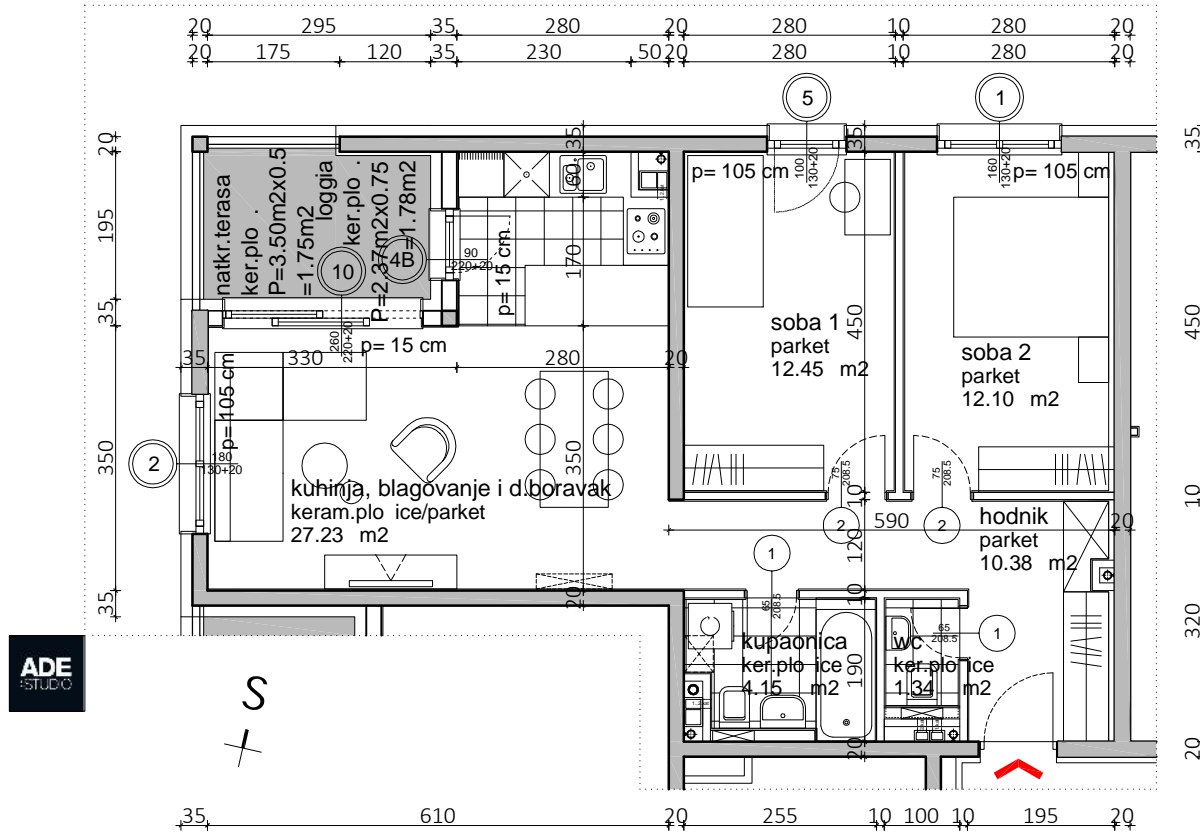 20 295 35 280 20 280 10 280 20
20 175 120 35 230 50 20 280 10 280 20
5
1
20
195
35
350
35
natkr.terasa
ker.plo .
P=3.50m2x0.5
=1.75m2
loggia
ker.plo .
P=2.37m2x0.75
=1.78m2
10
4B
90
220+20
p= 15 cm
260
220+20
p= 15 cm
35
60
170
350
20
35 330 280 20
p= 105 cm
2
180
130+20
kuhinja, blagovanje i d.boravak
keram.plo ice/parket
27.23 m2
p= 105 cm
100
130+20
160
130+20
p= 105 cm
35
450
10
120
10
190
20
soba 1
parket
12.45 m2
soba 2
parket
12.10 m2
75
208.5
75
208.5
2
2
590 20
hodnik
parket
10.38 m2
1
65
208.5
kupaonica
ker.plo ice
4.15 m2
wc
ker.plo ice
1.34 m2
65
208.5
1
35
450
10
320
20
ADE
STUDIO
S
35 610 20 255 10 100 10 195 20